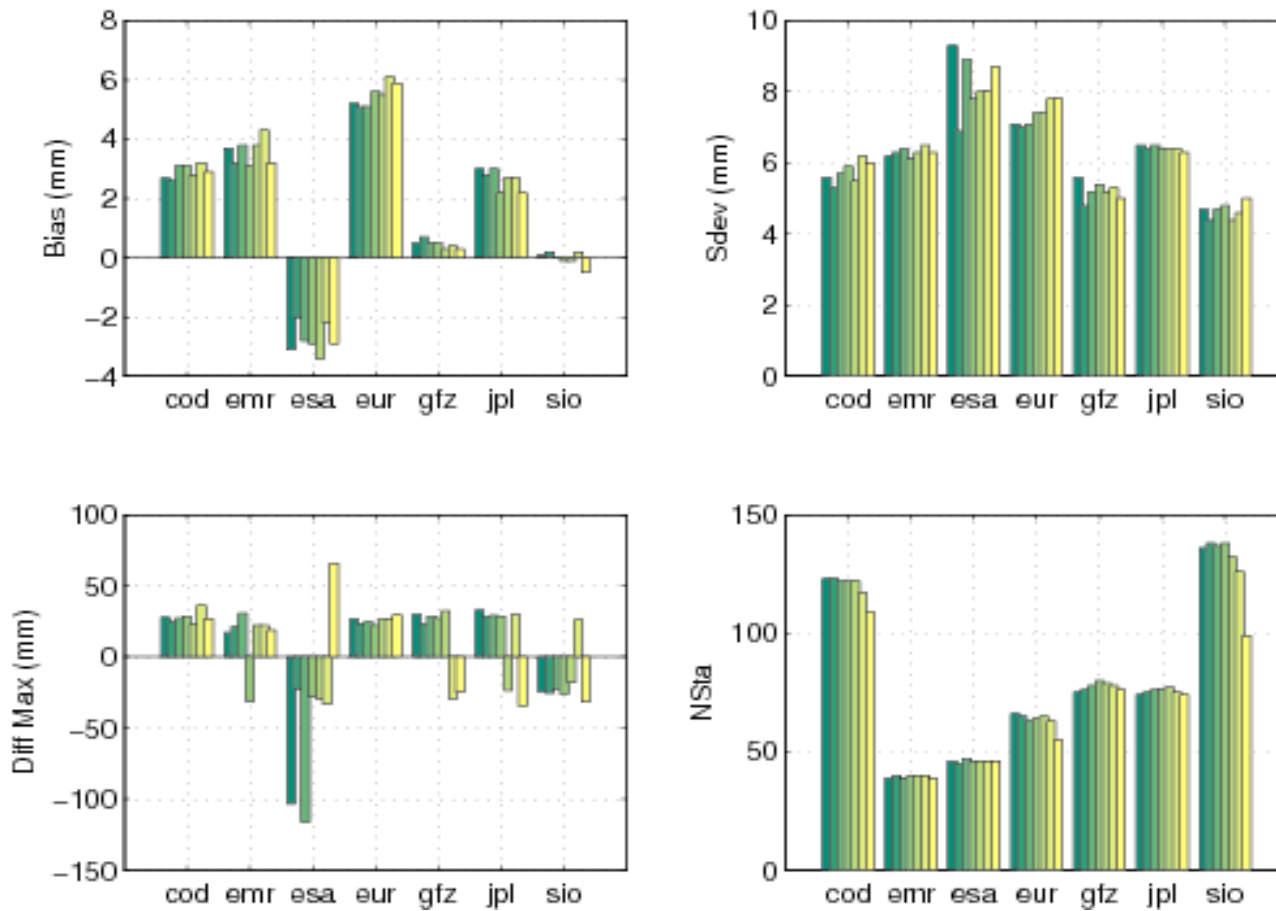 8
6
4
2
0
−2
−4
Bias (mm)
cod emr esa eur gfz jpl sio
10
8
6
4
2
0
Sdev (mm)
cod emr esa eur gfz jpl sio
100
50
0
−50
−100
−150
Diff Max (mm)
cod emr esa eur gfz jpl sio
150
100
50
0
NSta
cod emr esa eur gfz jpl sio